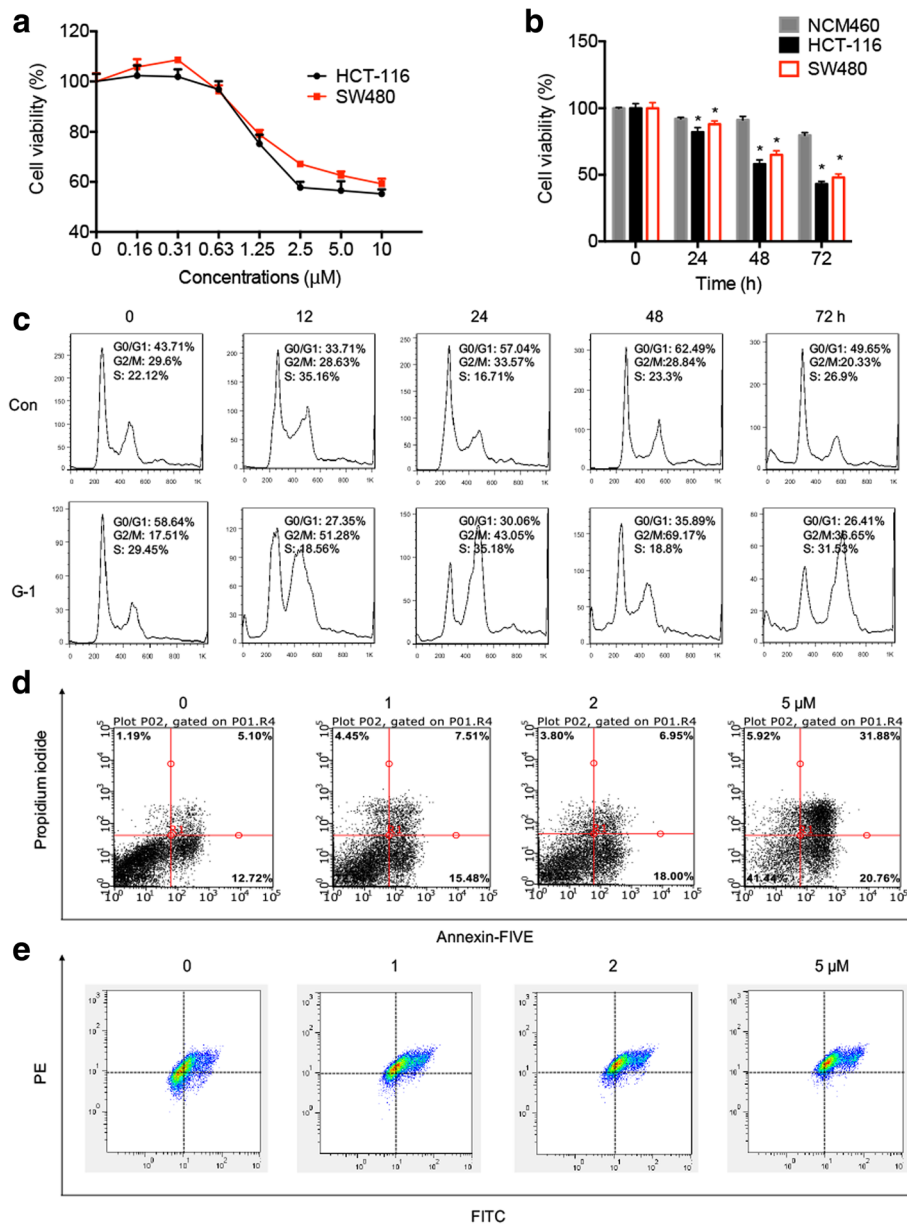 a
Cell viability (%)
120
100
80
60
40
HCT-116
SW480
0 0.16 0.31 0.63 1.25 2.5 5.0 10
Concentrations (μM)
b
Cell viability (%)
150
100
50
0
NCM460
HCT-116
SW480
* * * * * *
0 24 48 72
Time (h)
c
0 12 24 48 72 h
Con
G0/G1: 43.71%
G2/M: 29.6%
S: 22.12%
G0/G1: 33.71%
G2/M: 28.63%
S: 35.16%
G0/G1: 57.04%
G2/M: 33.57%
S: 16.71%
G0/G1: 62.49%
G2/M:28.84%
S: 23.3%
G0/G1: 49.65%
G2/M:20.33%
S: 26.9%
G-1
G0/G1: 58.64%
G2/M: 17.51%
S: 29.45%
G0/G1: 27.35%
G2/M: 51.28%
S: 18.56%
G0/G1: 30.06%
G2/M: 43.05%
S: 35.18%
G0/G1: 35.89%
G2/M:69.17%
S: 18.8%
G0/G1: 26.41%
G2/M:36.65%
S: 31.53%
d
0 1 2 5 μM
Propidium iodide
Plot P02, gated on P01.R4
1.19% 5.10%
12.72%
Plot P02, gated on P01.R4
4.45% 7.51%
15.48%
Plot P02, gated on P01.R4
3.80% 6.95%
18.00%
Plot P02, gated on P01.R4
5.92% 31.88%
41.44% 20.76%
Annexin-FIVE
e
0 1 2 5 μM
PE
FITC